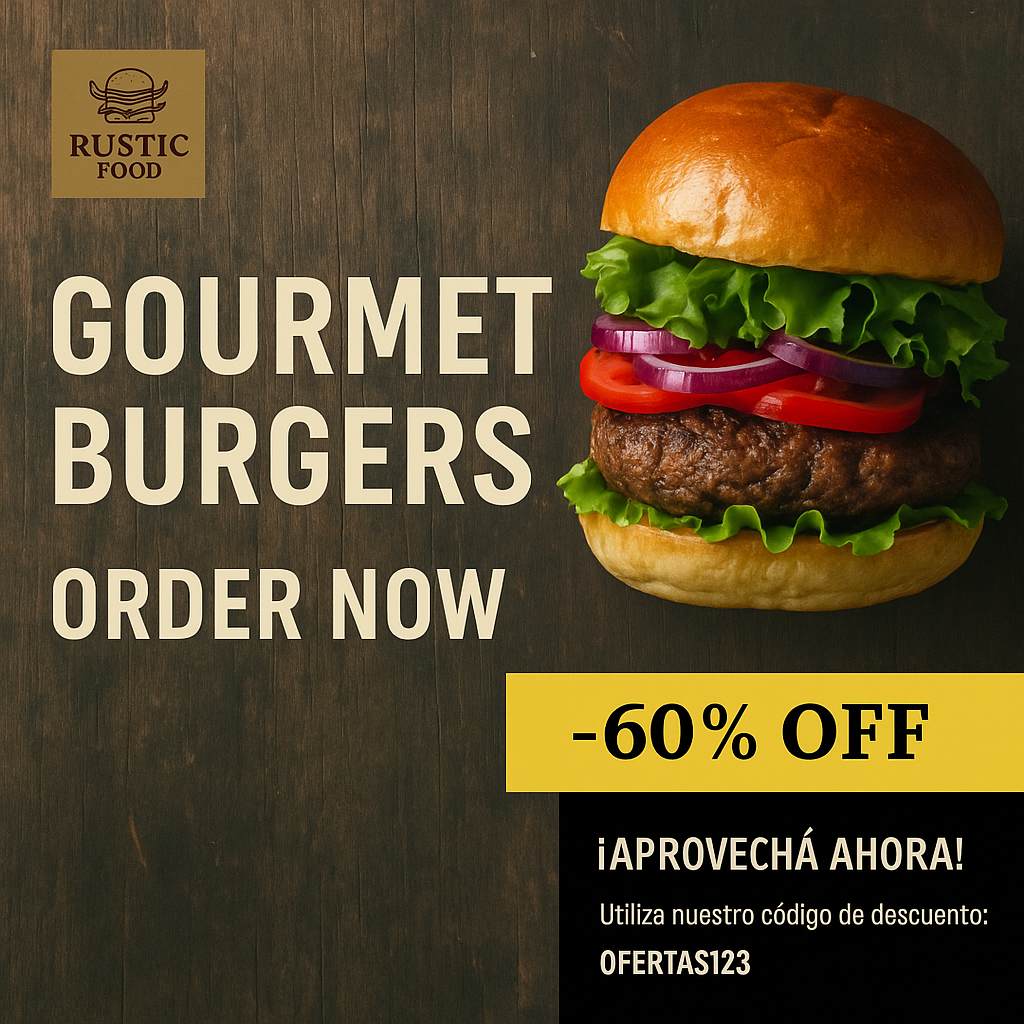 RUSTIC
FOOD
GOURMET
BURGERS
ORDER NOW
-60% OFF
¡APROVECHÁ AHORA!
Utiliza nuestro código de descuento:
OFERTAS123